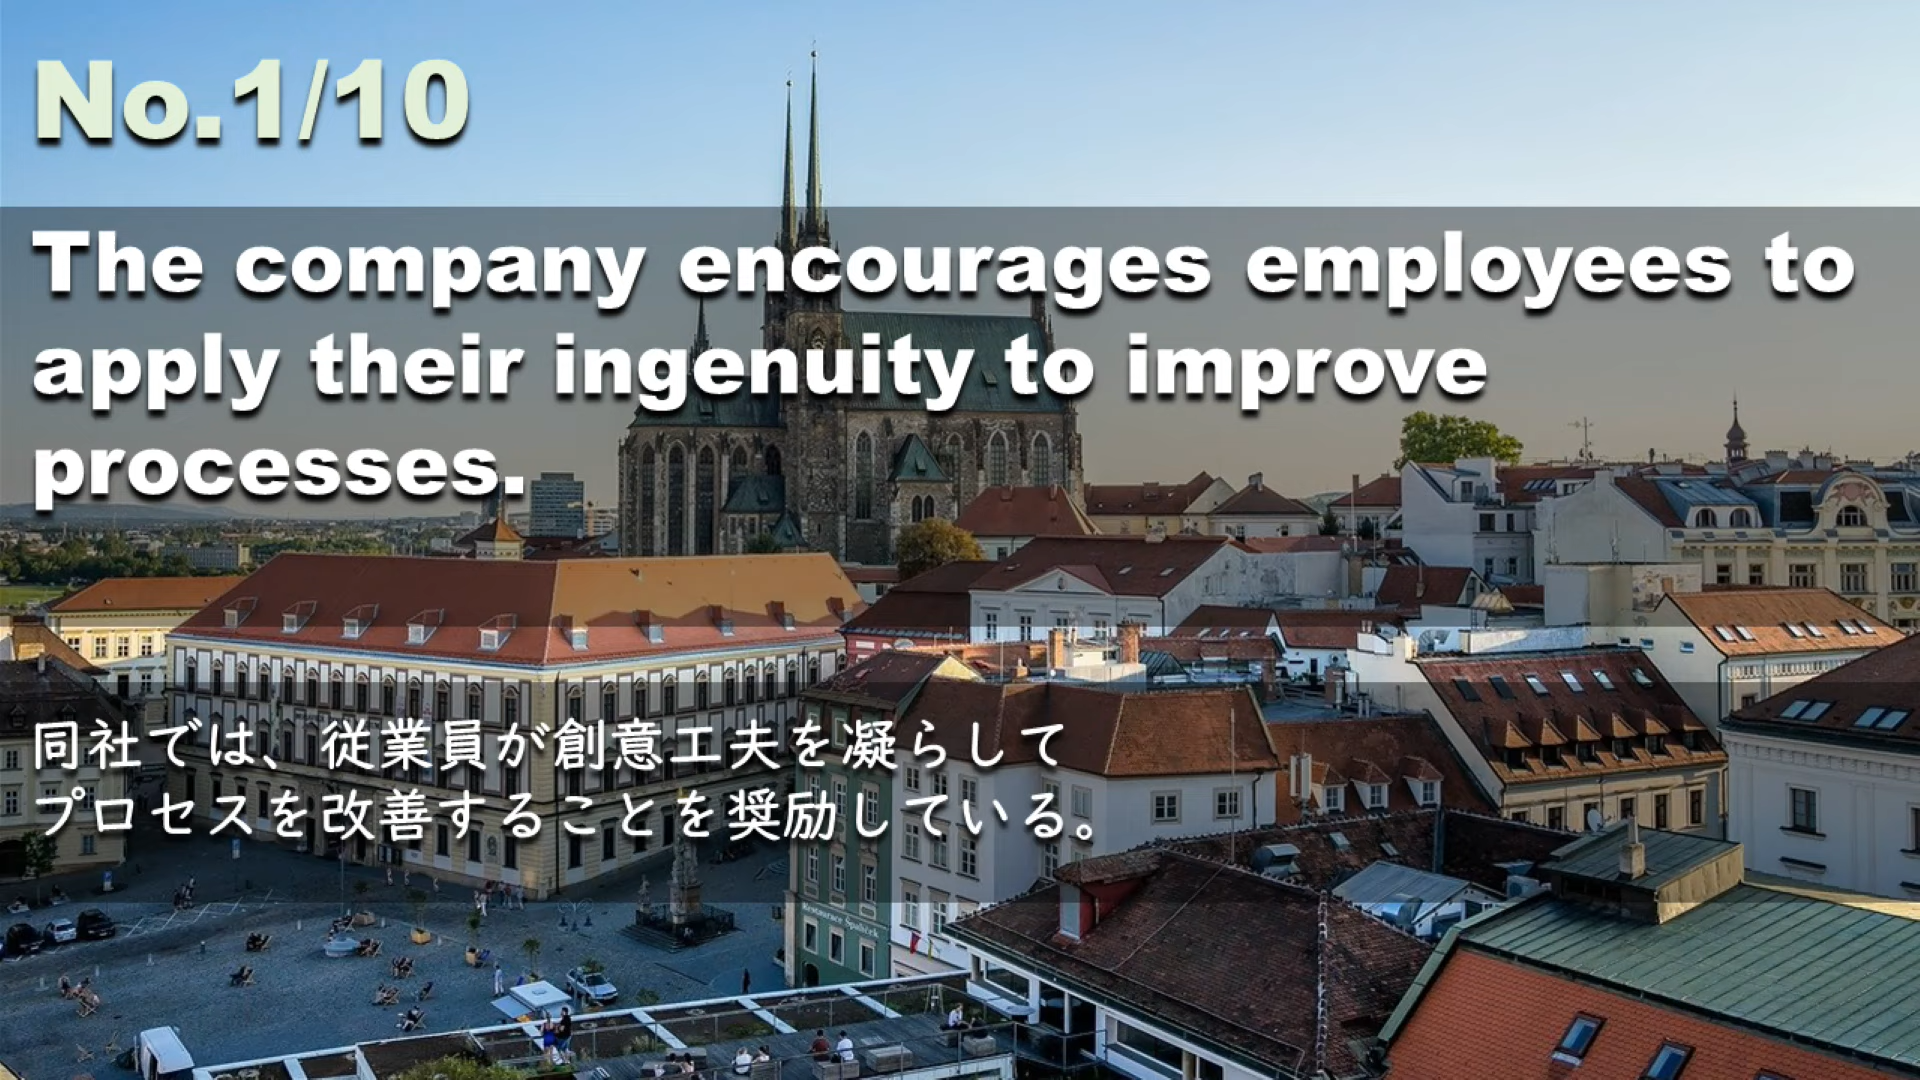 No.1/10
The company encourages employees to
apply their ingenuity to improve
processes.
同社では、従業員が創意工夫を凝らして
プロセスを改善することを奨励している。
Restaurace Špalíček